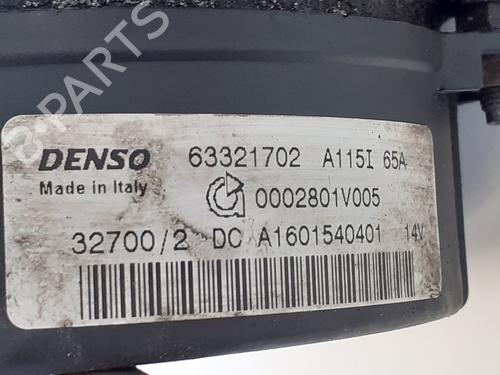 B-PARTS
DENSO 63321702 A115I 65A
Made in Italy 0002801V005
32700/2 DC A1601540401 14V